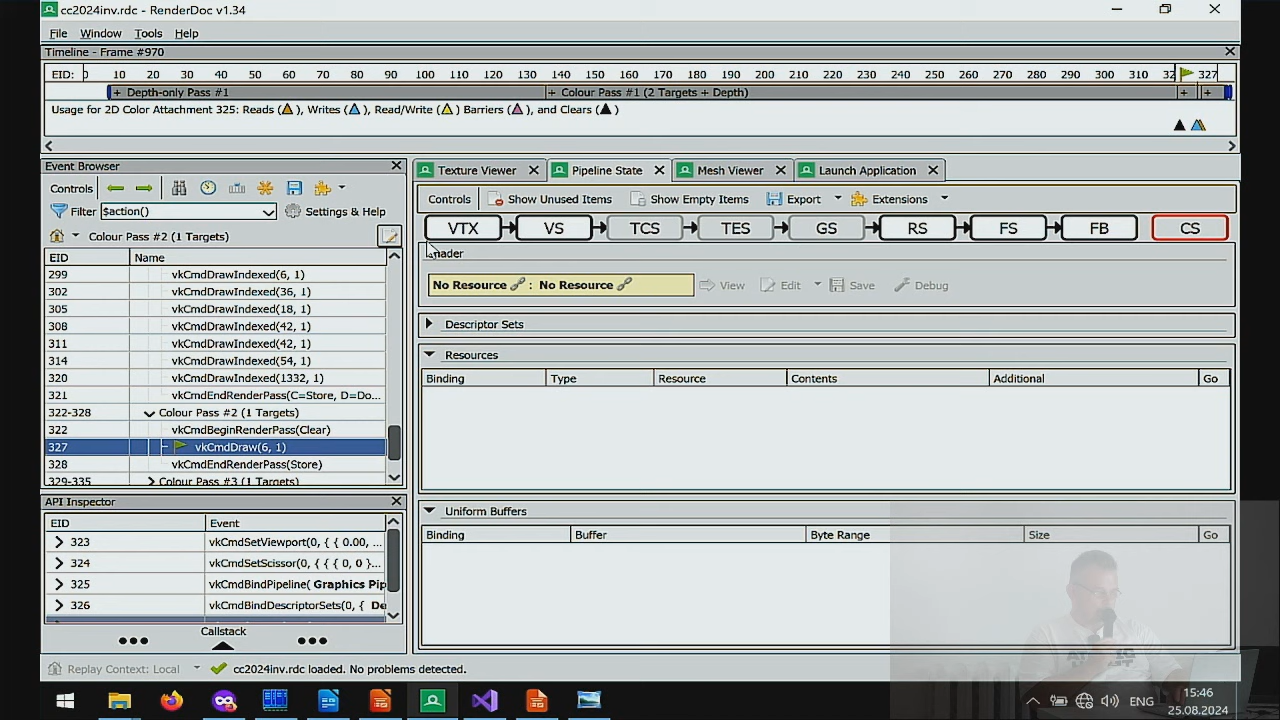 cc2024inv.rdc - RenderDoc v1.34
File Window Tools Help
Timeline - Frame #970
EID: 0 10 20 30 40 50 60 70 80 90 100 110 120 130 140 150 160 170 180 190 200 210 220 230 240 250 260 270 280 290 300 310 32 327
+ Depth-only Pass #1 + Colour Pass #1 (2 Targets + Depth) + +
Usage for 2D Color Attachment 325: Reads ( ), Writes ( ), Read/Write ( ) Barriers ( ), and Clears ( )
Event Browser
Controls
Filter $action() Settings & Help
Colour Pass #2 (1 Targets)
EID Name
299 vkCmdDrawIndexed(6, 1)
302 vkCmdDrawIndexed(36, 1)
305 vkCmdDrawIndexed(18, 1)
308 vkCmdDrawIndexed(42, 1)
311 vkCmdDrawIndexed(42, 1)
314 vkCmdDrawIndexed(54, 1)
320 vkCmdDrawIndexed(1332, 1)
321 vkCmdEndRenderPass(C=Store, D=Do...
322-328 Colour Pass #2 (1 Targets)
322 vkCmdBeginRenderPass(Clear)
327 vkCmdDraw(6, 1)
328 vkCmdEndRenderPass(Store)
329-335 Colour Pass #3 (1 Targets)
API Inspector
EID Event
323 vkCmdSetViewport(0, { { 0.00, ...
324 vkCmdSetScissor(0, { { { 0, 0 }...
325 vkCmdBindPipeline( Graphics Pip
326 vkCmdBindDescriptorSets(0, { De
Callstack
Texture Viewer Pipeline State Mesh Viewer Launch Application
Controls Show Unused Items Show Empty Items Export Extensions
VTX VS TCS TES GS RS FS FB CS
ader
No Resource : No Resource View Edit Save Debug
Descriptor Sets
Resources
Binding Type Resource Contents Additional Go
Uniform Buffers
Binding Buffer Byte Range Size Go
Replay Context: Local cc2024inv.rdc loaded. No problems detected.
ENG 15:46
25.08.2024